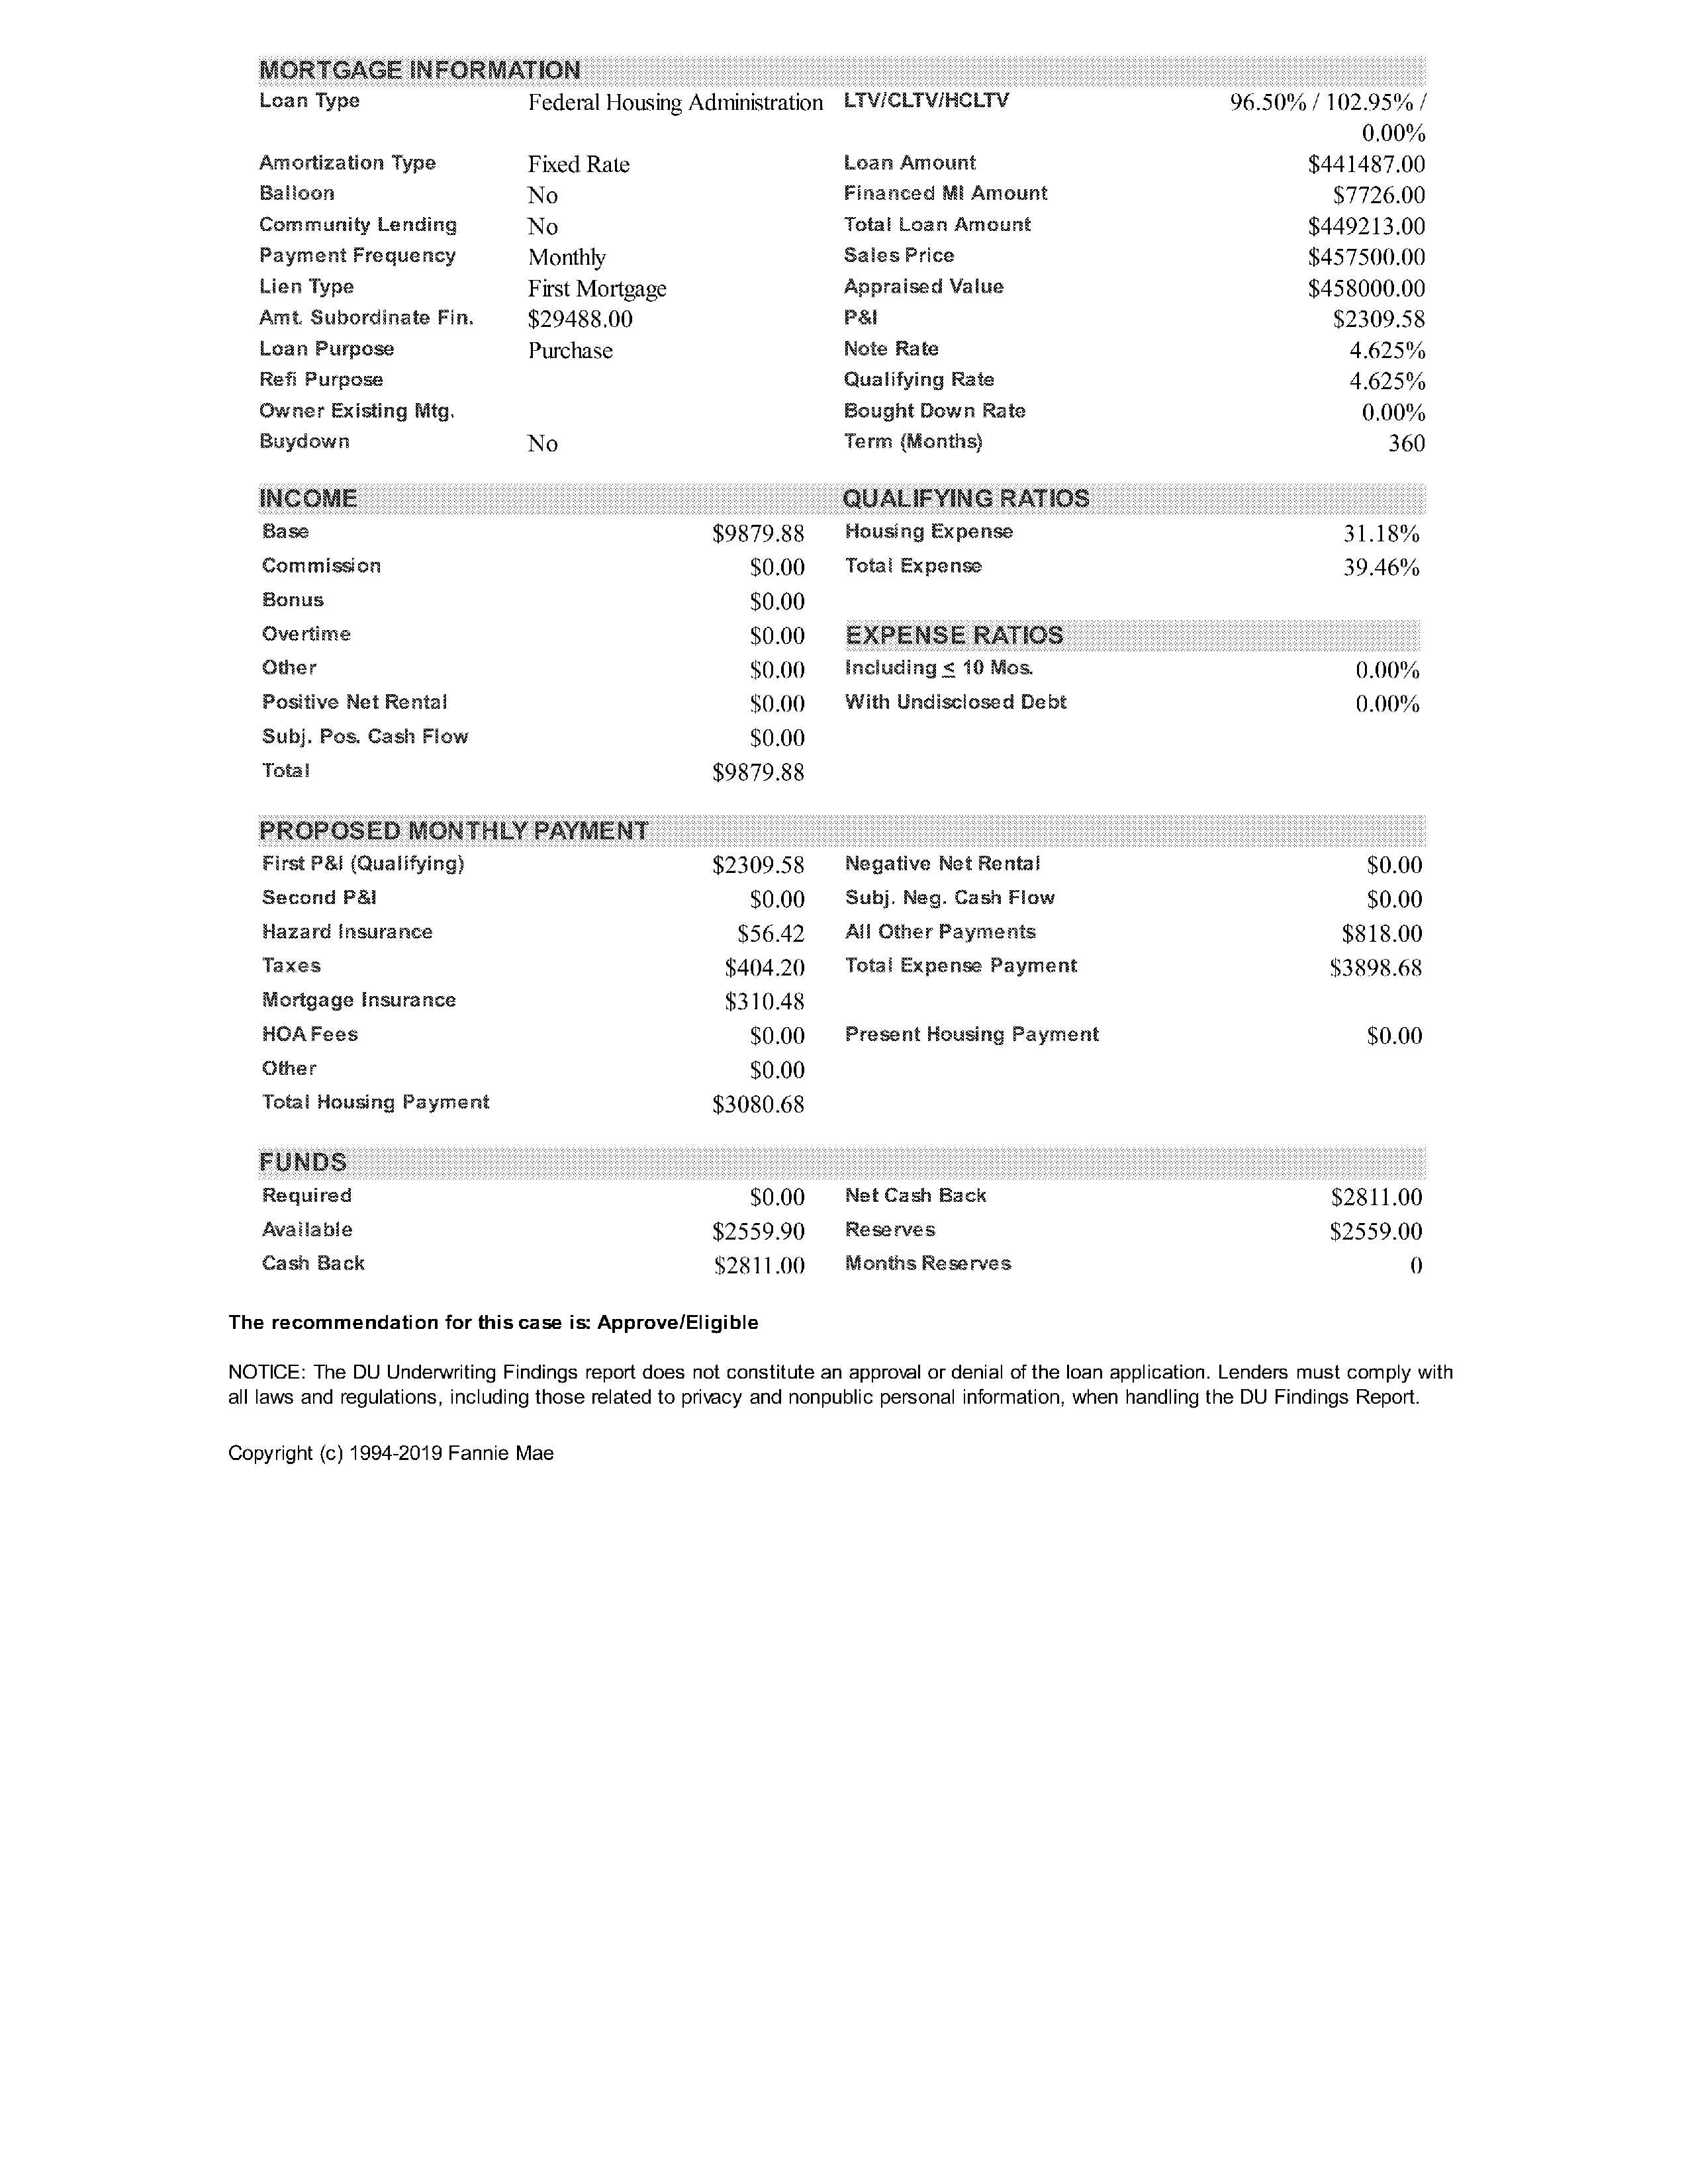 MORTGAGE INFORMATION
Loan Type Federal Housing Administration LTV/CLTV/HCLTV 96.50% / 102.95% /
0.00%
Amortization Type Fixed Rate Loan Amount $441487.00
Balloon No Financed MI Amount $7726.00
Community Lending No Total Loan Amount $449213.00
Payment Frequency Monthly Sales Price $457500.00
Lien Type First Mortgage Appraised Value $458000.00
Amt. Subordinate Fin. $29488.00 P&I $2309.58
Loan Purpose Purchase Note Rate 4.625%
Refi Purpose Qualifying Rate 4.625%
Owner Existing Mtg. Bought Down Rate 0.00%
Buydown No Term (Months) 360
INCOME QUALIFYING RATIOS
Base $9879.88 Housing Expense 31.18%
Commission $0.00 Total Expense 39.46%
Bonus $0.00
Overtime $0.00 EXPENSE RATIOS
Other $0.00 Including ≤ 10 Mos. 0.00%
Positive Net Rental $0.00 With Undisclosed Debt 0.00%
Subj. Pos. Cash Flow $0.00
Total $9879.88
PROPOSED MONTHLY PAYMENT
First P&I (Qualifying) $2309.58 Negative Net Rental $0.00
Second P&I $0.00 Subj. Neg. Cash Flow $0.00
Hazard Insurance $56.42 All Other Payments $818.00
Taxes $404.20 Total Expense Payment $3898.68
Mortgage Insurance $310.48
HOA Fees $0.00 Present Housing Payment $0.00
Other $0.00
Total Housing Payment $3080.68
FUNDS
Required $0.00 Net Cash Back $2811.00
Available $2559.90 Reserves $2559.00
Cash Back $2811.00 Months Reserves 0
The recommendation for this case is: Approve/Eligible
NOTICE: The DU Underwriting Findings report does not constitute an approval or denial of the loan application. Lenders must comply with
all laws and regulations, including those related to privacy and nonpublic personal information, when handling the DU Findings Report.
Copyright (c) 1994-2019 Fannie Mae